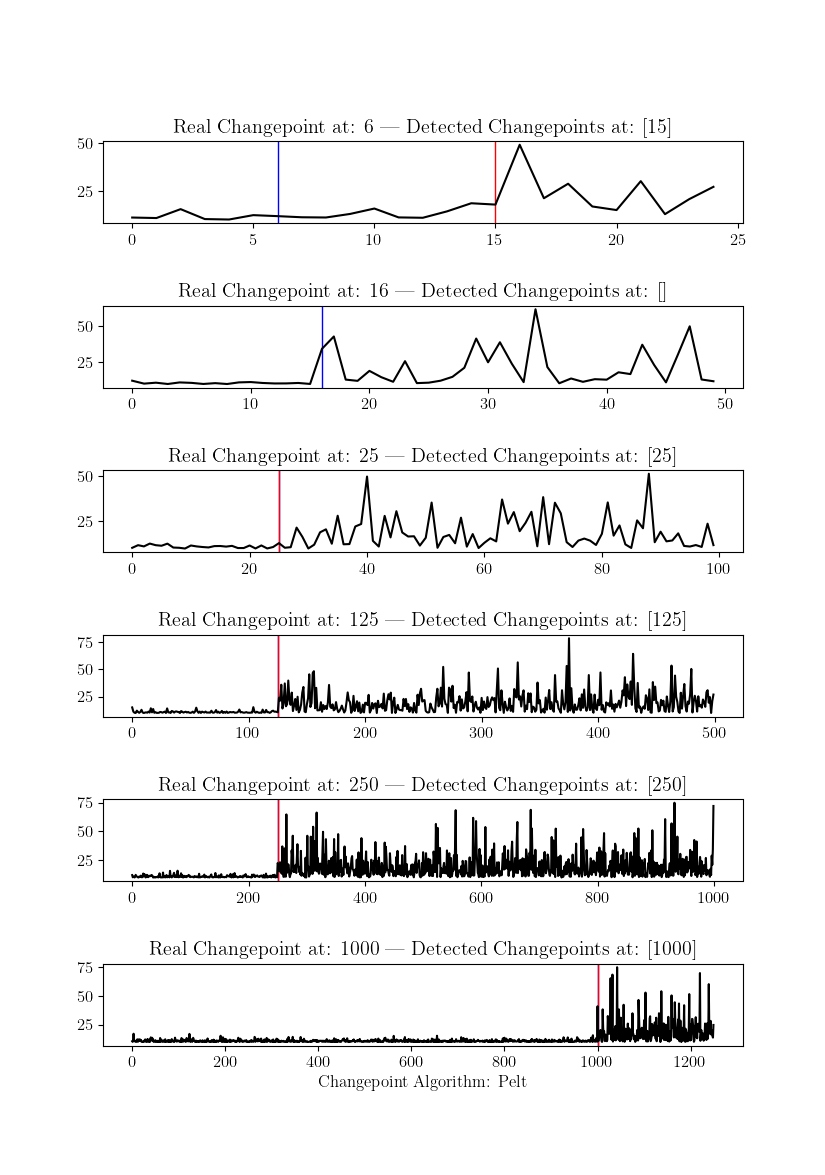 Real Changepoint at: 6 — Detected Changepoints at: [15]
50
25
0 5 10 15 20 25
Real Changepoint at: 16 — Detected Changepoints at: []
50
25
0 10 20 30 40 50
Real Changepoint at: 25 — Detected Changepoints at: [25]
50
25
0 20 40 60 80 100
Real Changepoint at: 125 — Detected Changepoints at: [125]
75
50
25
0 100 200 300 400 500
Real Changepoint at: 250 — Detected Changepoints at: [250]
75
50
25
0 200 400 600 800 1000
Real Changepoint at: 1000 — Detected Changepoints at: [1000]
75
50
25
0 200 400 600 800 1000 1200
Changepoint Algorithm: Pelt